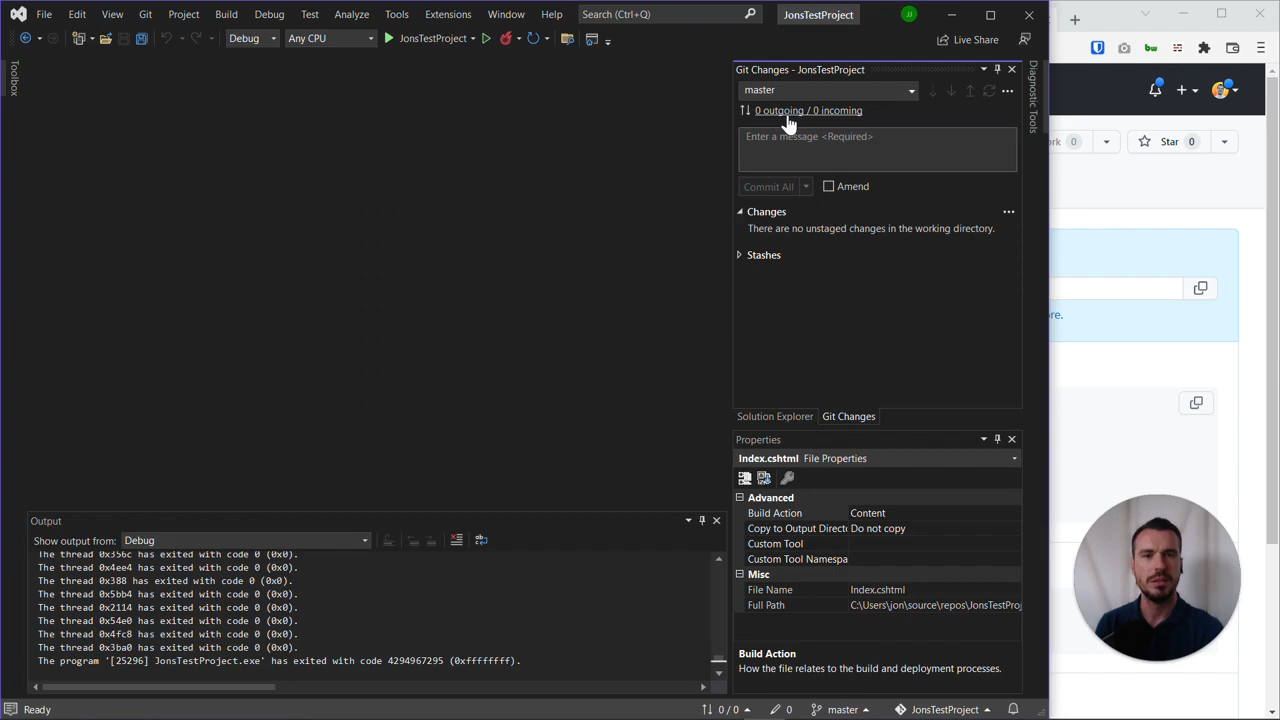 File Edit View Git Project Build Debug Test Analyze Tools Extensions Window Help Search (Ctrl+Q) JonsTestProject JJ
Debug Any CPU JonsTestProject Live Share
Toolbox
Git Changes - JonsTestProject
master
0 outgoing / 0 incoming
Enter a message <Required>
Commit All Amend
Changes
There are no unstaged changes in the working directory.
Stashes
Solution Explorer Git Changes
Diagnostic Tools
Properties
Index.cshtml File Properties
Advanced
Build Action Content
Copy to Output Direct Do not copy
Custom Tool
Custom Tool Namespa
Misc
File Name Index.cshtml
Full Path C:\Users\jon\source\repos\JonsTestProj
Build Action
How the file relates to the build and deployment processes.
Output
Show output from: Debug
The thread 0x356c has exited with code 0 (0x0).
The thread 0x4ee4 has exited with code 0 (0x0).
The thread 0x388 has exited with code 0 (0x0).
The thread 0x5bb4 has exited with code 0 (0x0).
The thread 0x2114 has exited with code 0 (0x0).
The thread 0x54e0 has exited with code 0 (0x0).
The thread 0x4fc8 has exited with code 0 (0x0).
The thread 0x3ba0 has exited with code 0 (0x0).
The program '[25296] JonsTestProject.exe' has exited with code 4294967295 (0xffffffff).
Ready 0 / 0 0 master JonsTestProject
bw
rk 0 Star 0
re.